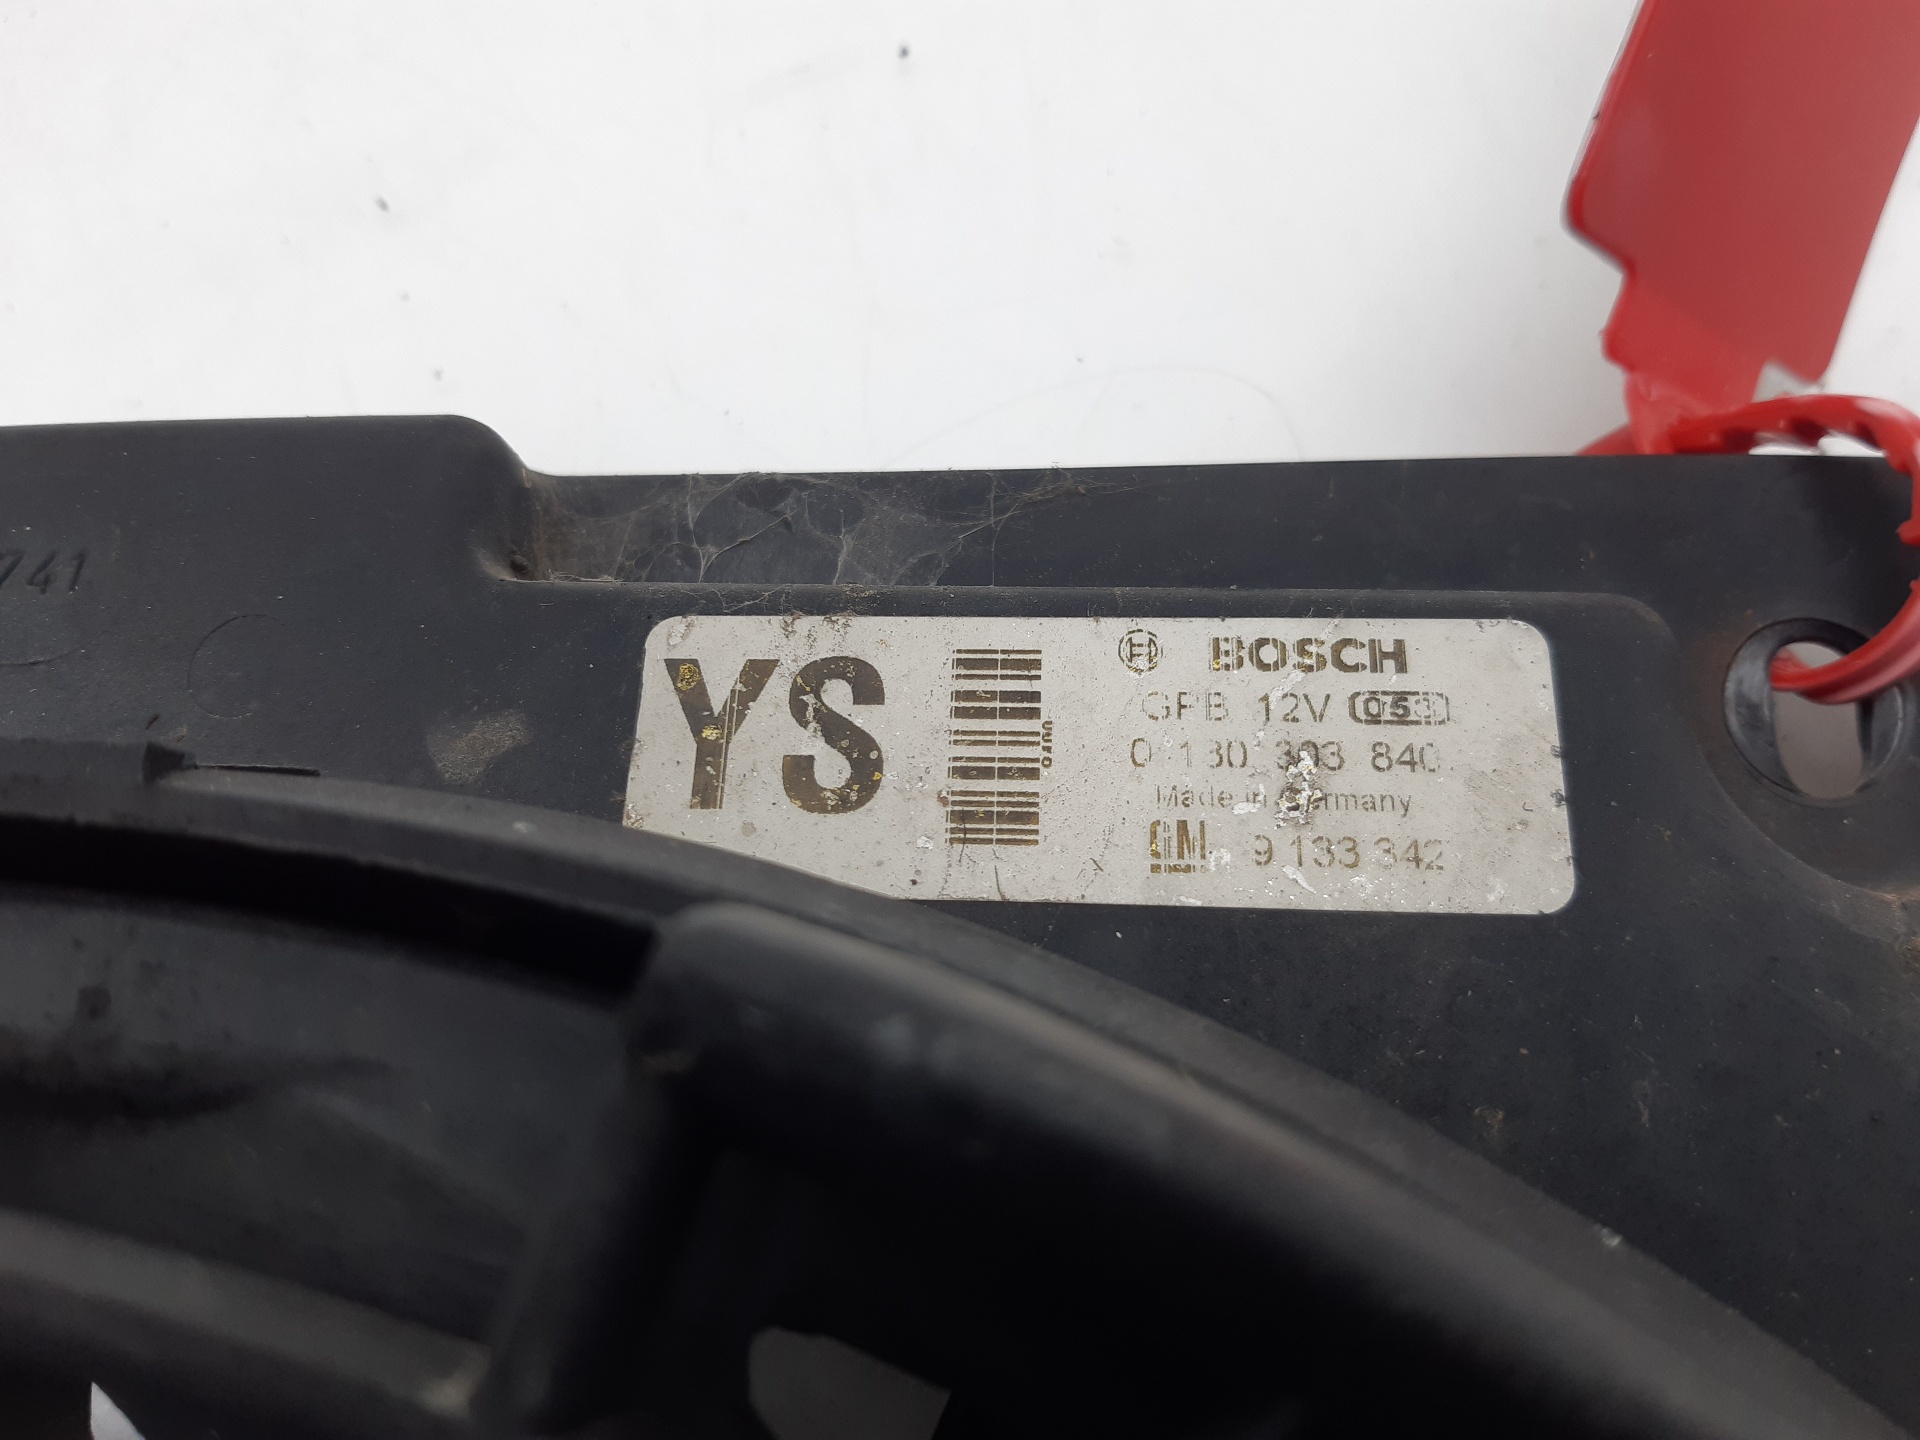 741
YS
BOSCH
GPB 12V 053
0 130 303 840
Made in Germany
GM 9 133 342